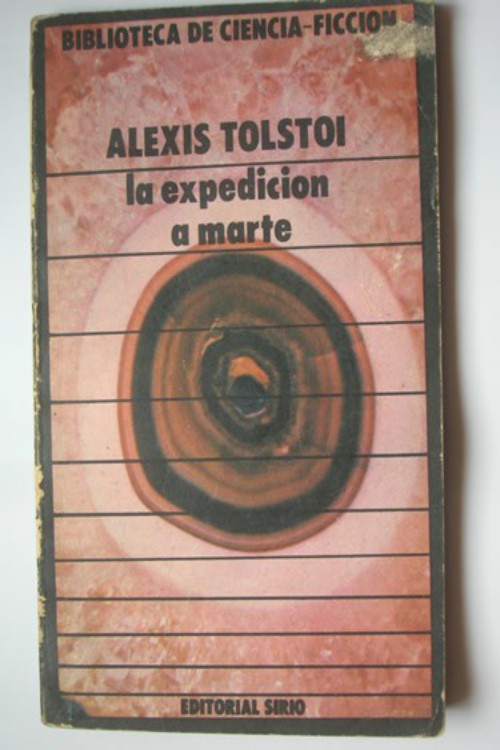 BIBLIOTECA DE CIENCIA-FICCION
ALEXIS TOLSTOI
la expedicion
a marte
EDITORIAL SIRIO